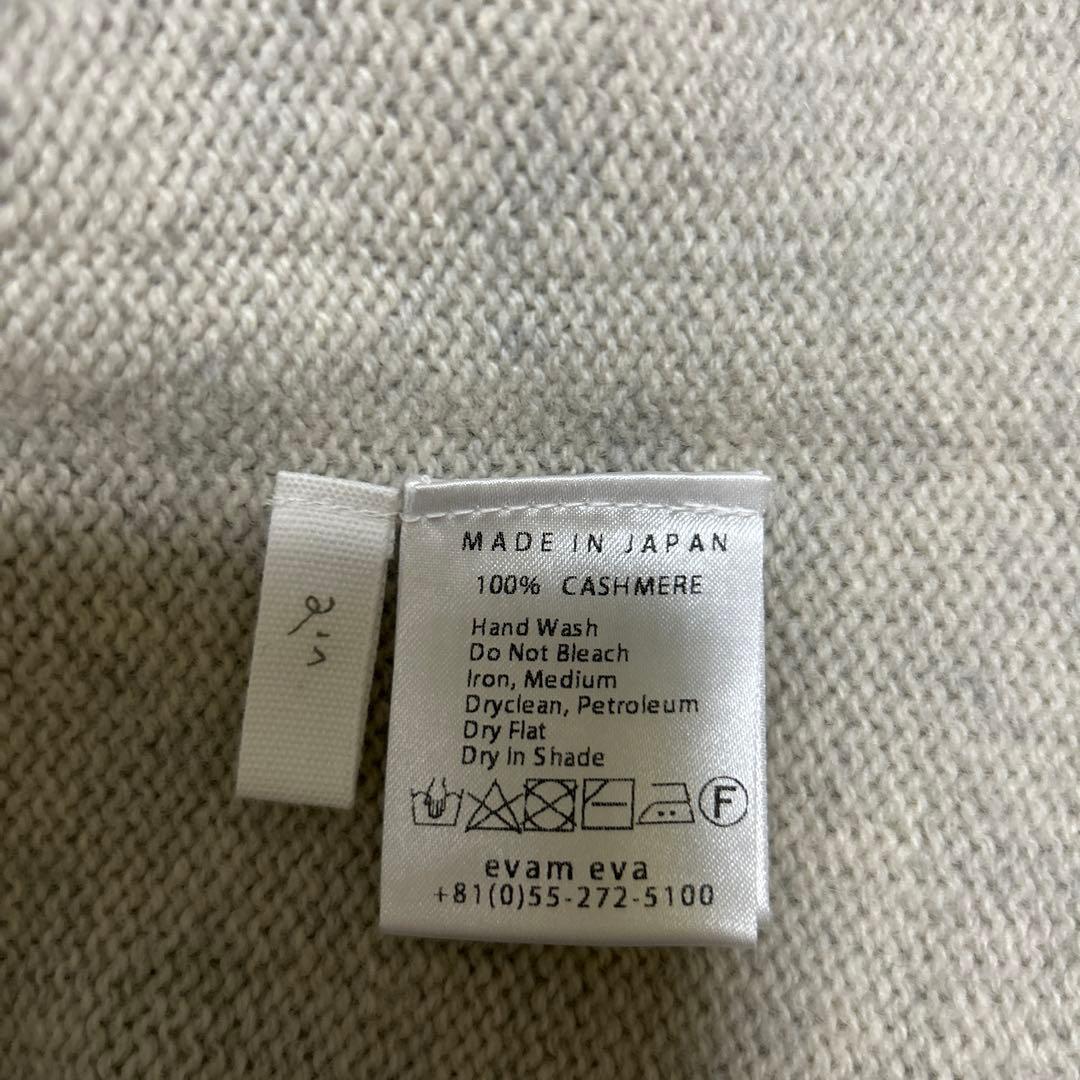 MADE IN JAPAN
100% CASHMERE
Hand Wash
Do Not Bleach
Iron, Medium
Dryclean, Petroleum
Dry Flat
Dry In Shade
F
evam eva
+81(0)55-272-5100